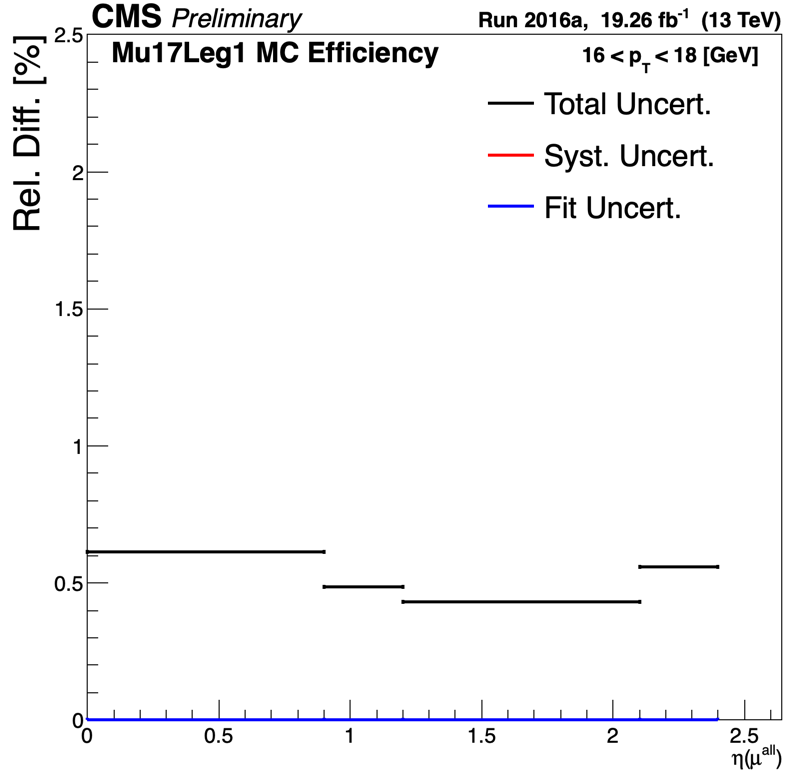 CMS Preliminary Run 2016a, 19.26 fb⁻¹ (13 TeV)
Mu17Leg1 MC Efficiency 16 < p_T < 18 [GeV]
Total Uncert.
Syst. Uncert.
Fit Uncert.
Rel. Diff. [%]
2.5
2
1.5
1
0.5
0
0 0.5 1 1.5 2 2.5
η(μ^all)